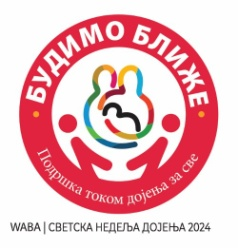 • БУДИМО БЛИЖЕ •
Подршка током дојења за све
WABA | СВЕТСКА НЕДЕЉА ДОЈЕЊА 2024